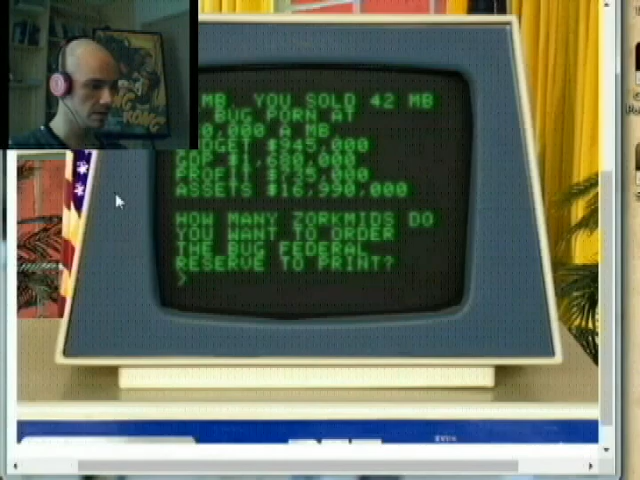 MB, YOU SOLD 42 MB
BUG PORN AT
0,000 A MB.
DGET $945,000
GDP $1,680,000
PROFIT $735,000
ASSETS $16,990,000
HOW MANY ZORKMIDS DO
YOU WANT TO ORDER
THE BUG FEDERAL
RESERVE TO PRINT?
>
KONG